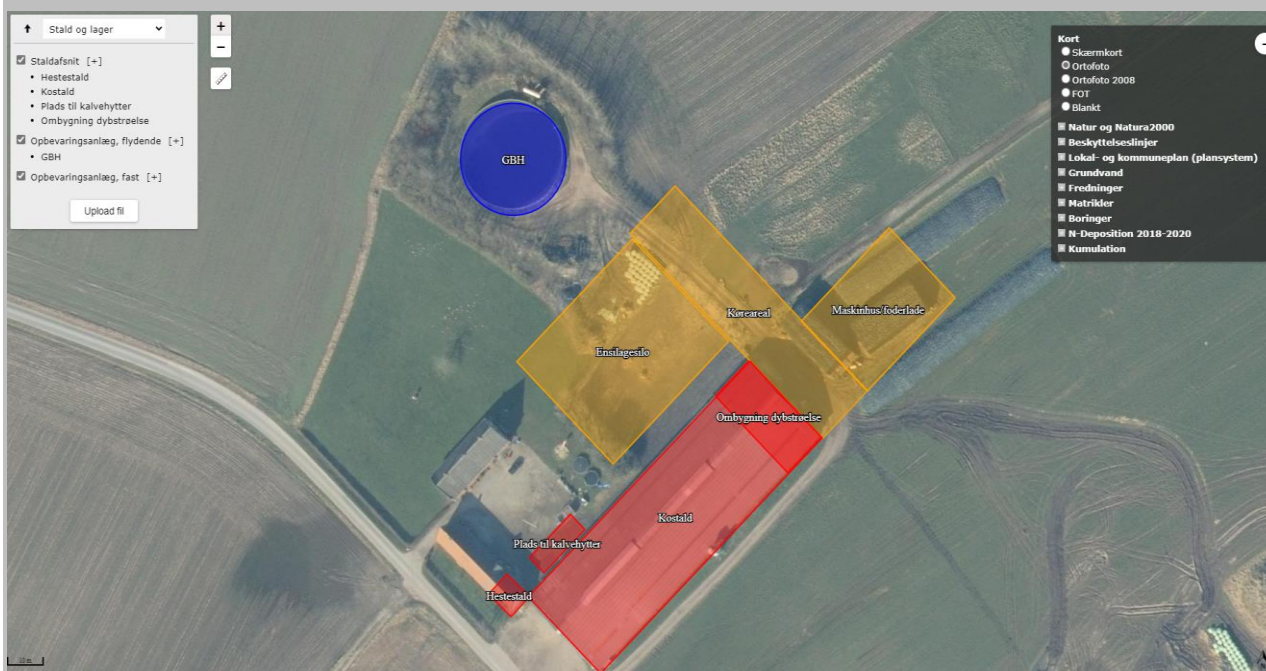 Stald og lager
Staldafsnit [+]
Hestestald
Kostald
Plads til kalvehytter
Ombygning dybstrøelse
Opbevaringsanlæg, flydende [+]
GBH
Opbevaringsanlæg, fast [+]
Upload fil
+
−
Kort
Skærmkort
Ortofoto
Ortofoto 2008
FOT
Blankt
Natur og Natura2000
Beskyttelseslinjer
Lokal- og kommuneplan (plansystem)
Grundvand
Fredninger
Matrikler
Boringer
N-Deposition 2018-2020
Kumulation
GBH
Køreareal
Maskinhus/foderlade
Ensilagesilo
Ombygning dybstrøelse
Kostald
Plads til kalvehytter
Hestestald
10 m